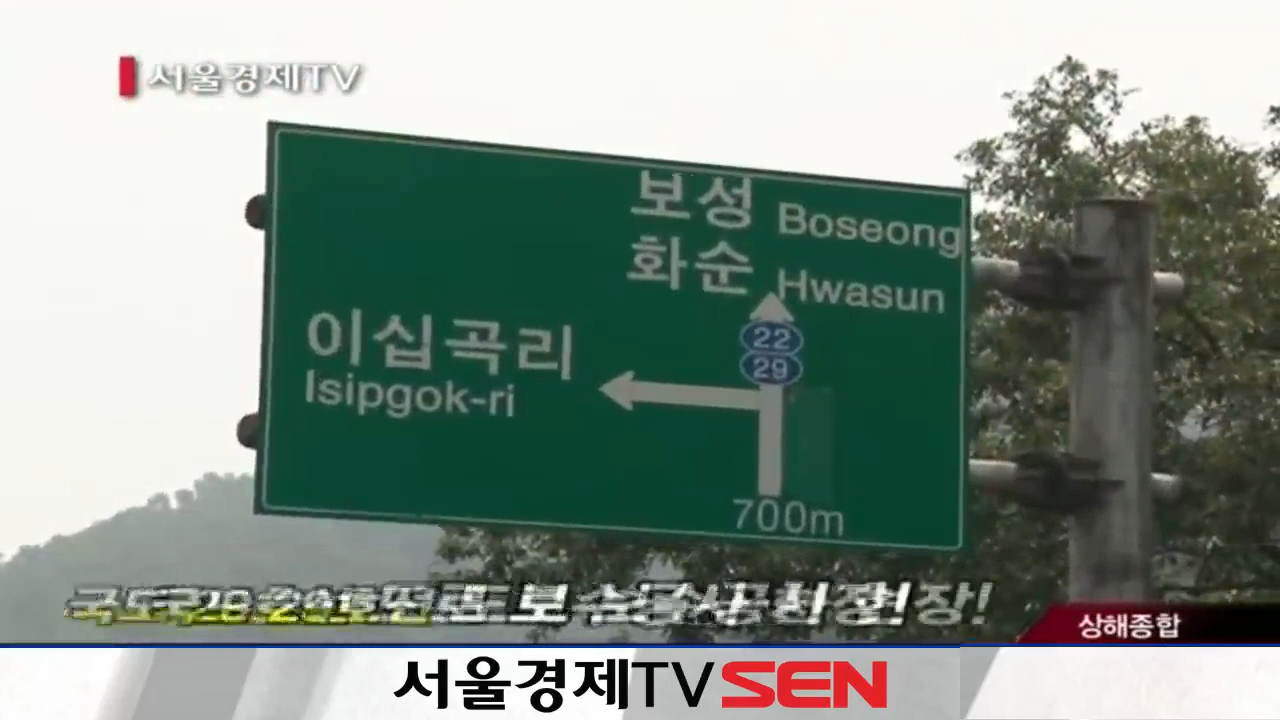 서울경제TV
보성 Boseong
화순 Hwasun
22
29
이십곡리
Isipgok-ri
700m
상해종합
서울경제TV SEN